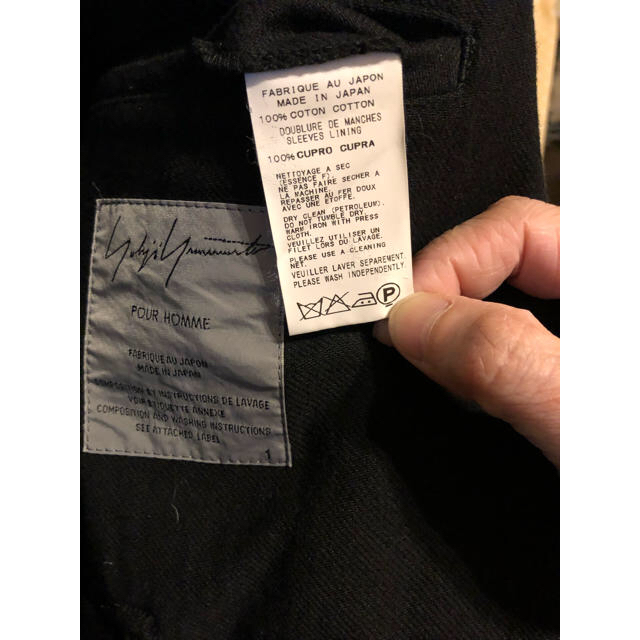 FABRIQUE AU JAPON
MADE IN JAPAN
100% COTON COTTON
DOUBLURE DE MANCHES
SLEEVES LINING
100% CUPRO CUPRA
NETTOYAGE A SEC
(ESSENCE F).
NE PAS FAIRE SECHER A
LA MACHINE.
REPASSER AU FER DOUX
AVEC UNE ETOFFE.
DRY CLEAN (PETROLEUM).
DO NOT TUMBLE DRY.
WARM IRON WITH PRESS
CLOTH.
VEUILLEZ UTILISER UN
FILET LORS DU LAVAGE.
PLEASE USE A CLEANING
NET.
VEUILLER LAVER SEPAREMENT.
PLEASE WASH INDEPENDENTLY.
P
Yohji Yamamoto
POUR HOMME
FABRIQUE AU JAPON
MADE IN JAPAN
COMPOSITION ET INSTRUCTIONS DE LAVAGE
VOIR ETIQUETTE ANNEXE
COMPOSITION AND WASHING INSTRUCTIONS
SEE ATTACHED LABEL
1